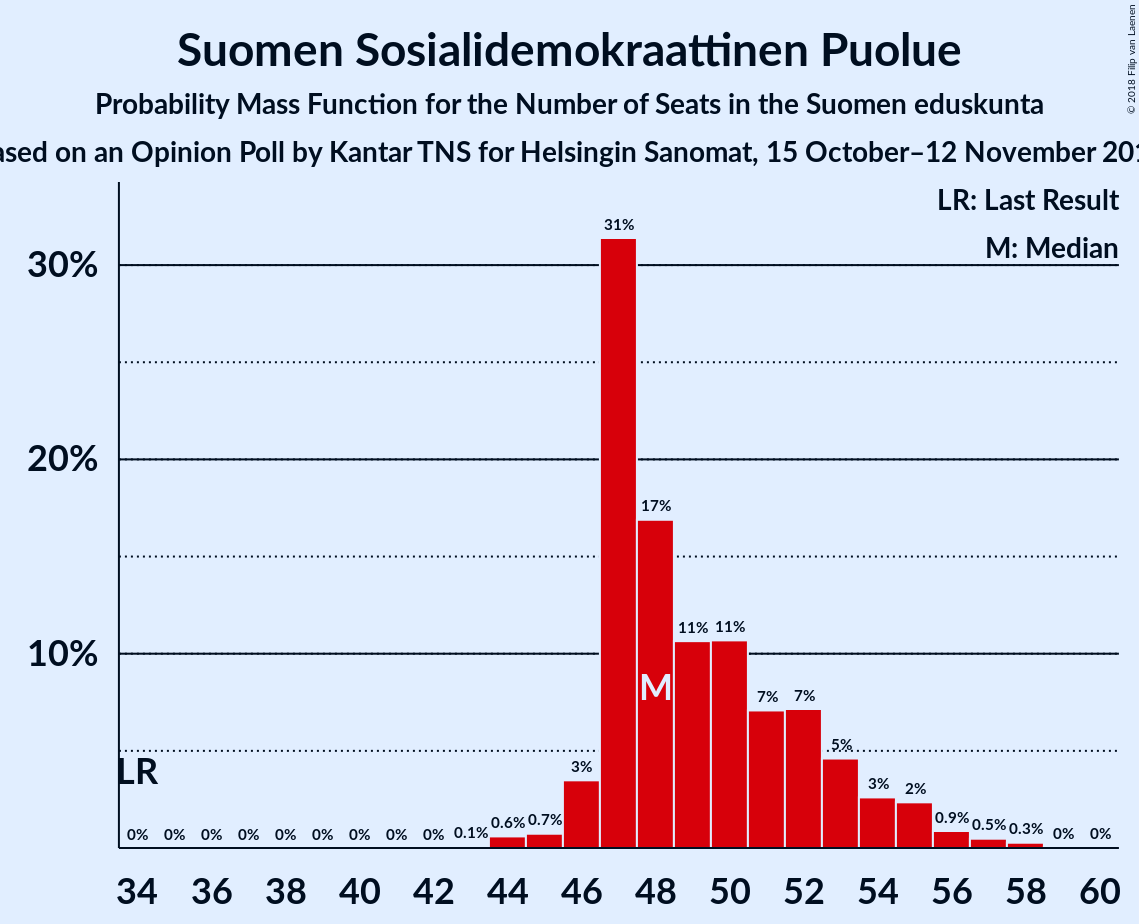 Suomen Sosialidemokraattinen Puolue
Probability Mass Function for the Number of Seats in the Suomen eduskunta
ased on an Opinion Poll by Kantar TNS for Helsingin Sanomat, 15 October–12 November 201
© 2018 Filip van Laenen
LR: Last Result
M: Median
30%
20%
10%
31%
17%
11% 11%
7% 7%
5%
3%
3% 2%
0% 0% 0% 0% 0% 0% 0% 0% 0% 0.1% 0.6% 0.7% 0.9% 0.5% 0.3% 0% 0%
M
LR
34 36 38 40 42 44 46 48 50 52 54 56 58 60